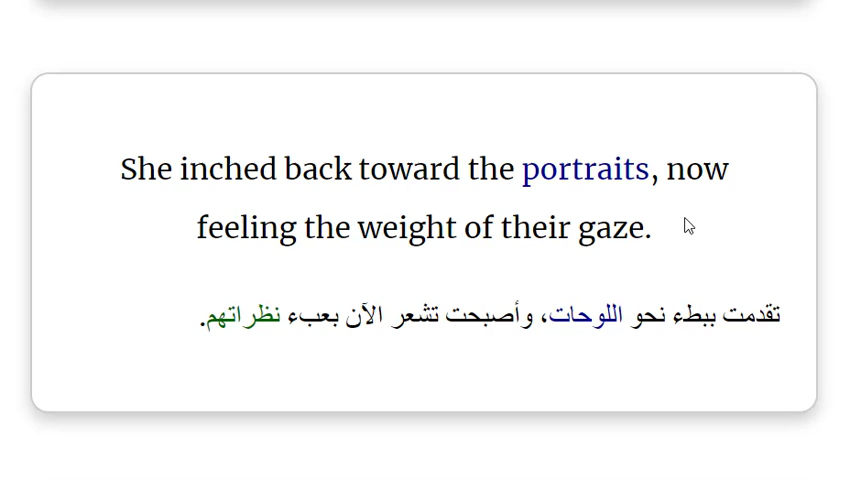 She inched back toward the portraits, now
feeling the weight of their gaze.
تقدمت ببطء نحو اللوحات، وأصبحت تشعر الآن بعبء نظراتهم.